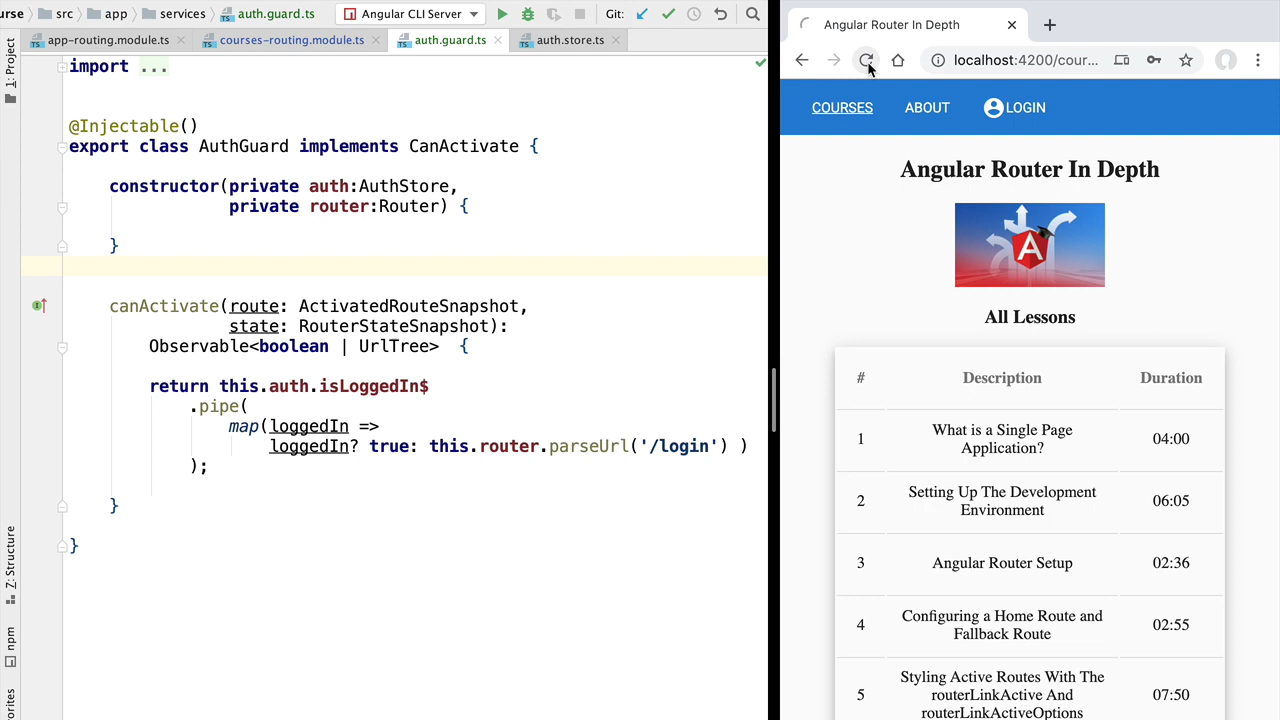 urse
src
app
services
auth.guard.ts
Angular CLI Server
Git:
app-routing.module.ts
courses-routing.module.ts
auth.guard.ts
auth.store.ts
1: Project
Z: Structure
npm
import ...
@Injectable()
export class AuthGuard implements CanActivate {
constructor(private auth:AuthStore,
private router:Router) {
}
canActivate(route: ActivatedRouteSnapshot,
state: RouterStateSnapshot):
Observable<boolean | UrlTree> {
return this.auth.isLoggedIn$
.pipe(
map(loggedIn =>
loggedIn? true: this.router.parseUrl('/login') )
);
}
}
Angular Router In Depth
localhost:4200/cour...
COURSES
ABOUT
LOGIN
Angular Router In Depth
A
All Lessons
# Description Duration
1 What is a Single Page Application? 04:00
2 Setting Up The Development Environment 06:05
3 Angular Router Setup 02:36
4 Configuring a Home Route and Fallback Route 02:55
5 Styling Active Routes With The routerLinkActive And routerLinkActiveOptions 07:50